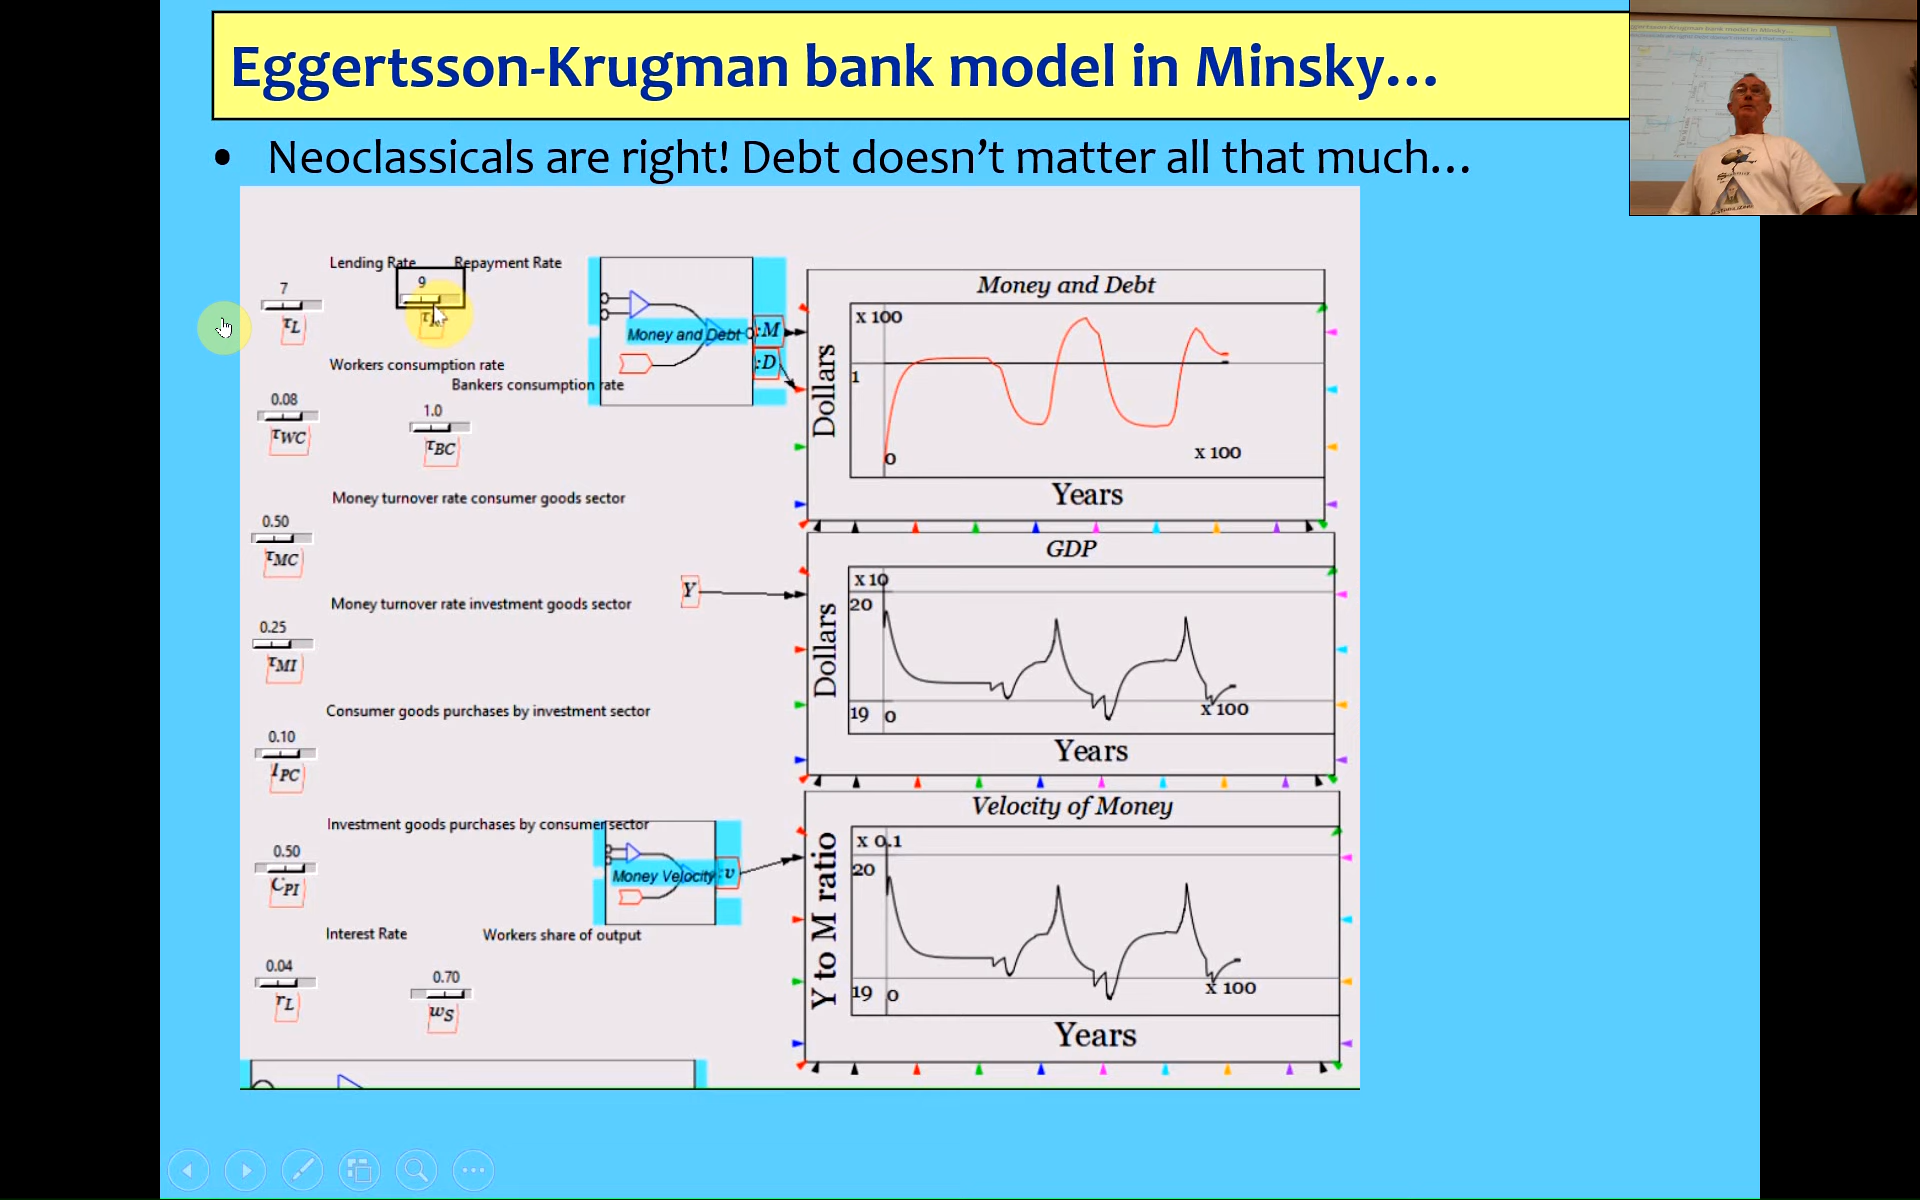 Eggertsson-Krugman bank model in Minsky...
• Neoclassicals are right! Debt doesn't matter all that much...
Lending Rate Repayment Rate
7
9
τL
Workers consumption rate
Bankers consumption rate
0.08
1.0
τWC
τBC
Money turnover rate consumer goods sector
0.50
τMC
Money turnover rate investment goods sector
0.25
τMI
Consumer goods purchases by investment sector
0.10
IPC
Investment goods purchases by consumer sector
0.50
CPI
Interest Rate Workers share of output
0.04
0.70
rL
wS
Money and Debt
:M
:D
Y
Money Velocity
:v
Money and Debt
x 100
Dollars
1
0
x 100
Years
GDP
x 10
20
Dollars
19 0
x 100
Years
Velocity of Money
x 0.1
20
Y to M ratio
19 0
x 100
Years